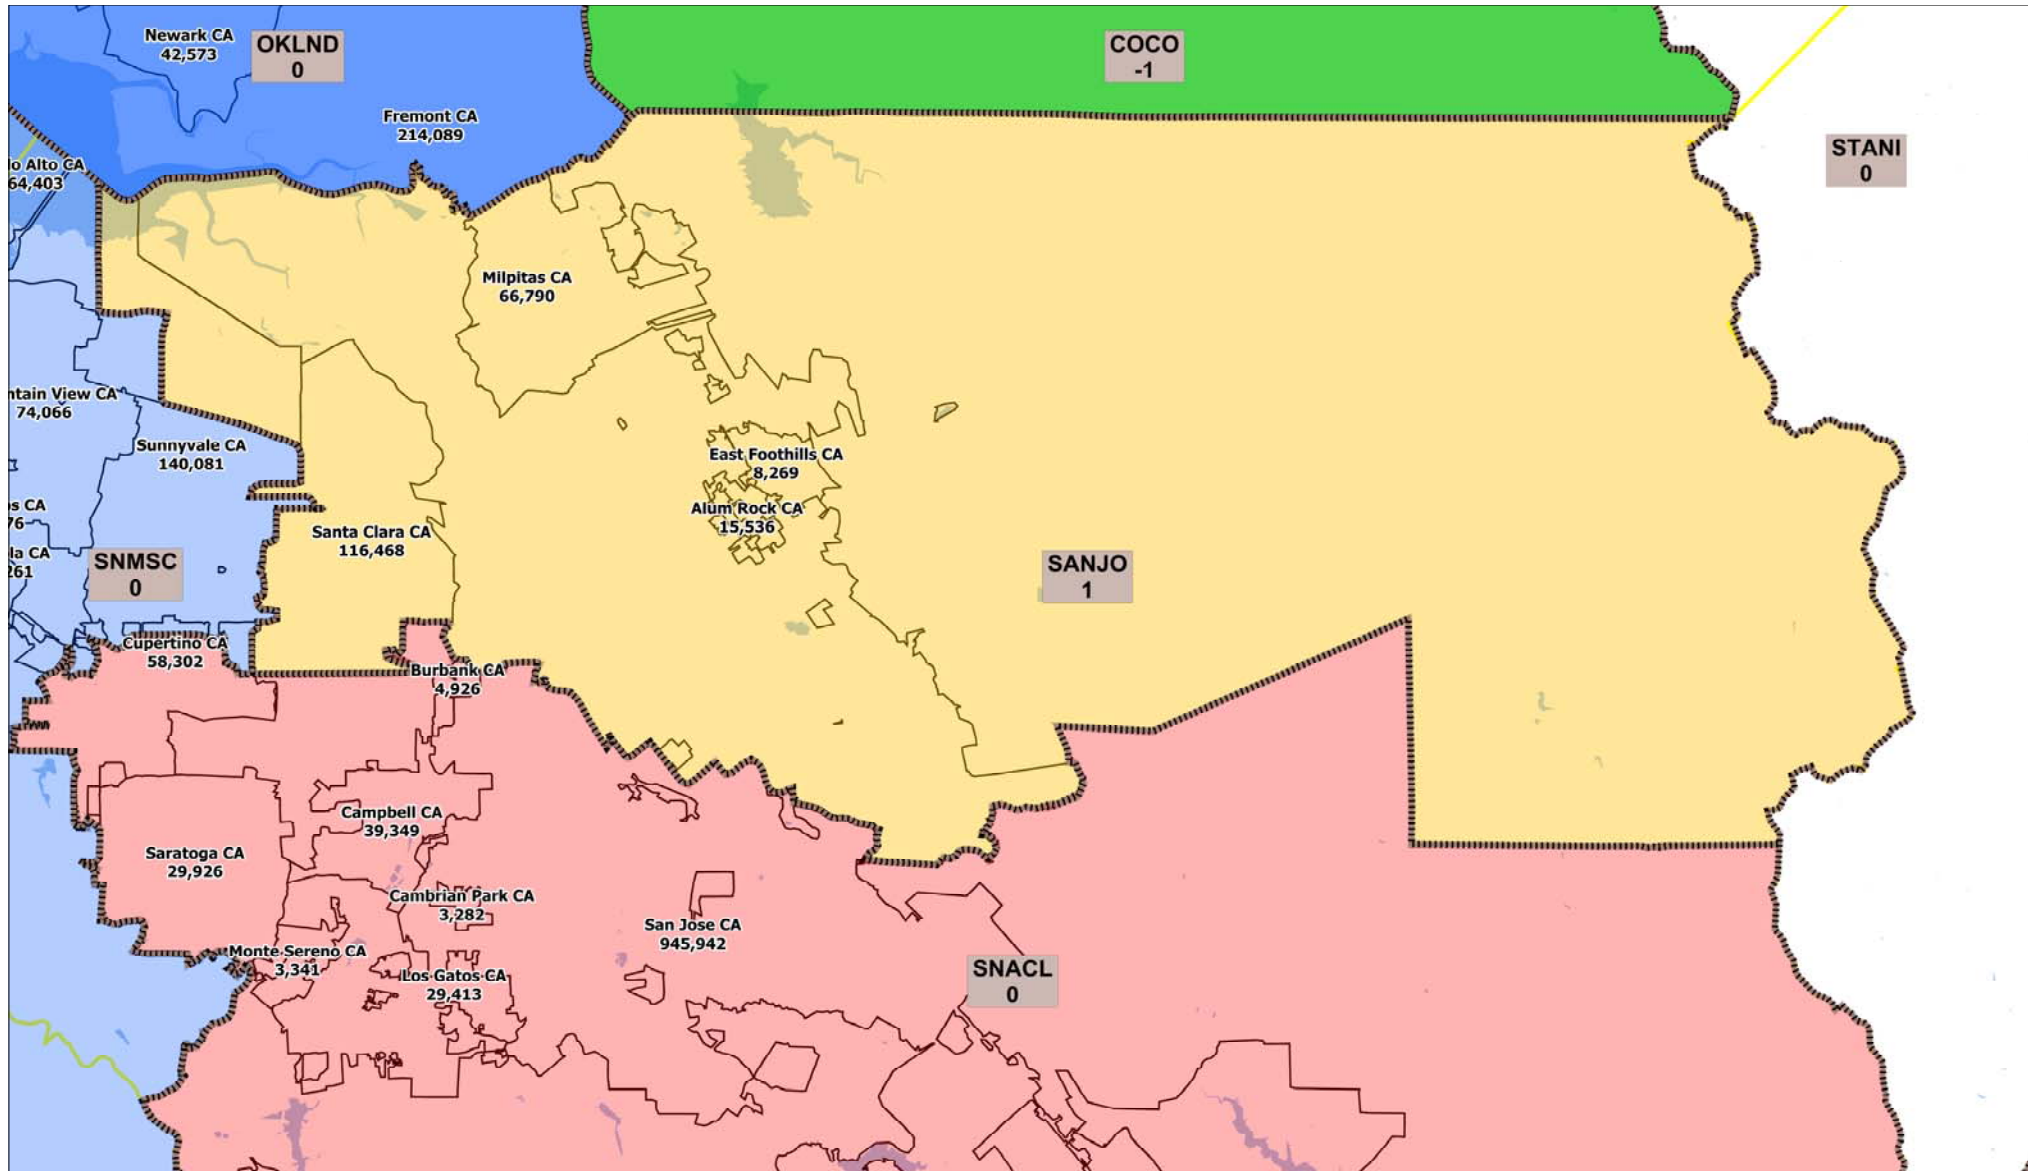 Newark CA
42,573
OKLND
0
COCO
-1
Fremont CA
214,089
lo Alto CA
64,403
STANI
0
Milpitas CA
66,790
ntain View CA
74,066
Sunnyvale CA
140,081
East Foothills CA
8,269
os CA
76
Alum Rock CA
15,536
Santa Clara CA
116,468
la CA
261
SNMSC
0
SANJO
1
Cupertino CA
58,302
Burbank CA
4,926
Campbell CA
39,349
Saratoga CA
29,926
Cambrian Park CA
3,282
San Jose CA
945,942
Monte Sereno CA
3,341
Los Gatos CA
29,413
SNACL
0